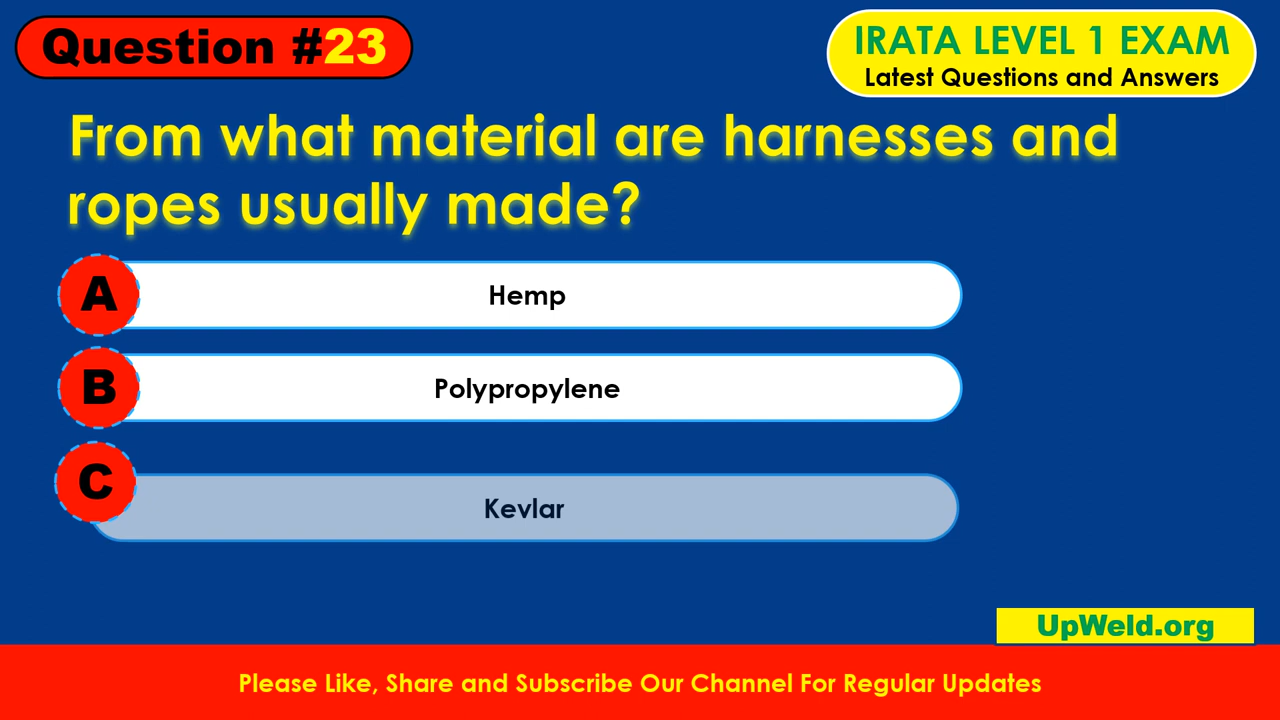 Question #23
IRATA LEVEL 1 EXAM
Latest Questions and Answers
From what material are harnesses and
ropes usually made?
A Hemp
B Polypropylene
C Kevlar
UpWeld.org
Please Like, Share and Subscribe Our Channel For Regular Updates